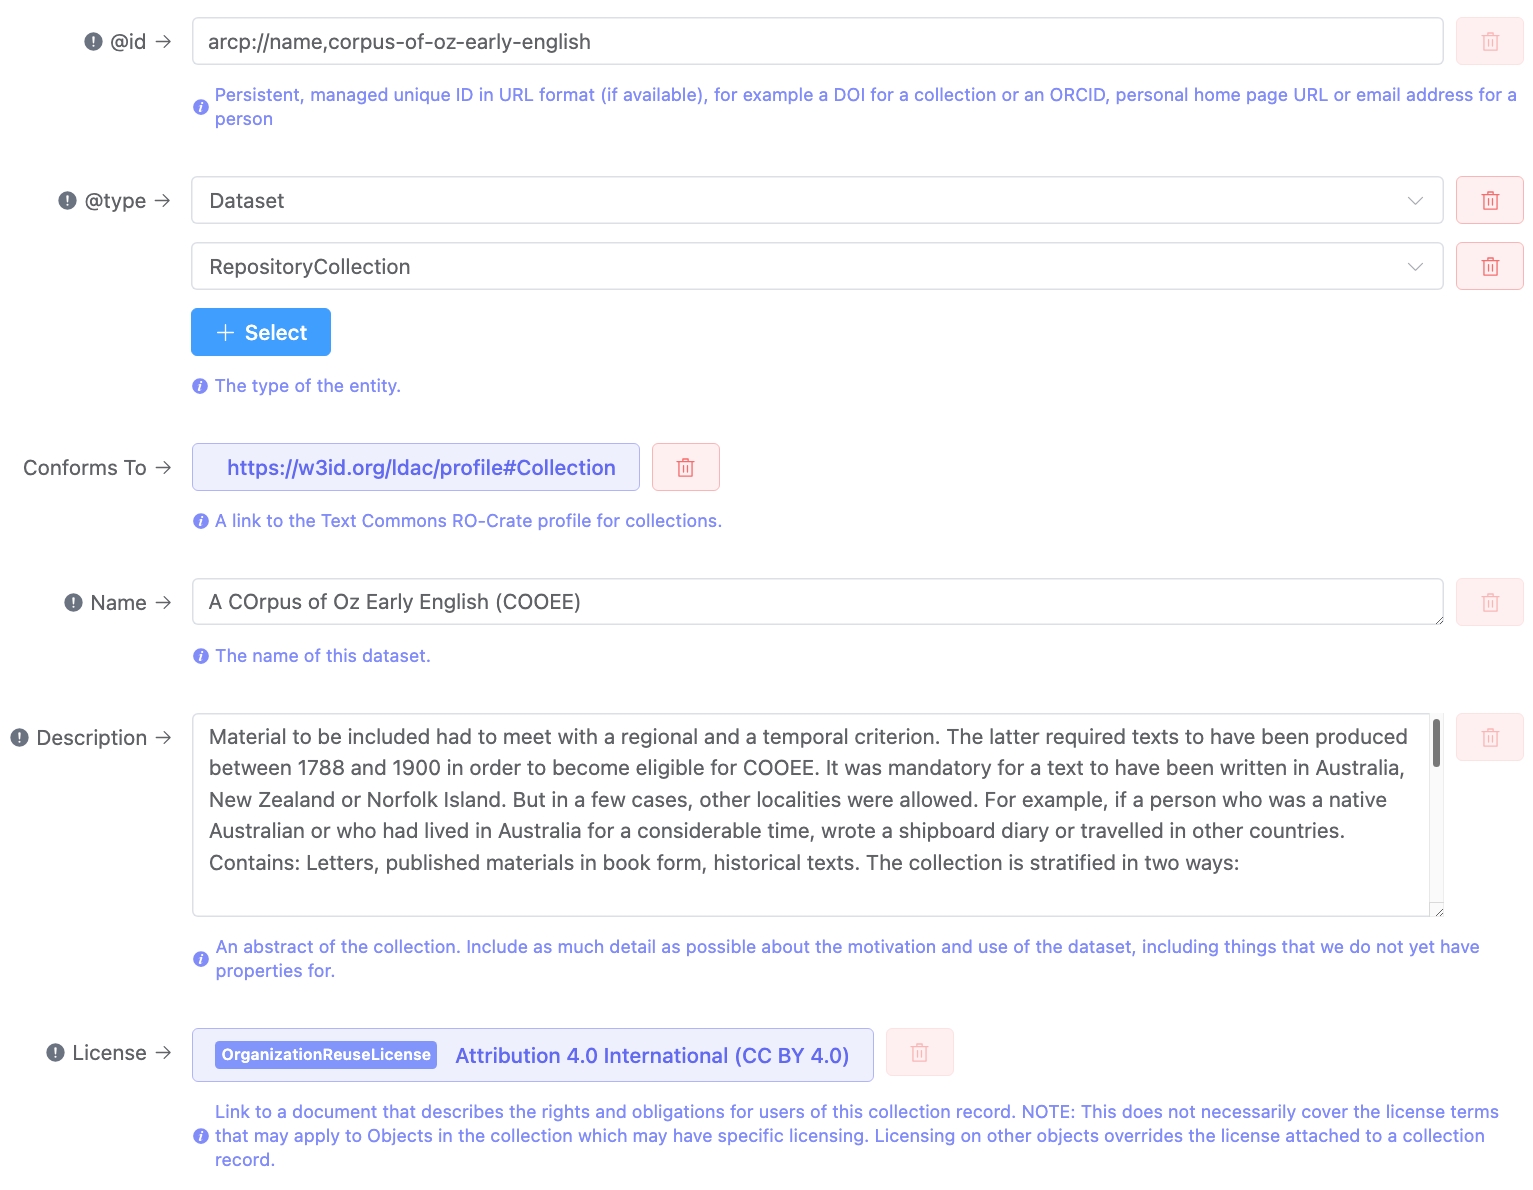 @id → arcp://name,corpus-of-oz-early-english
Persistent, managed unique ID in URL format (if available), for example a DOI for a collection or an ORCID, personal home page URL or email address for a
person
@type → Dataset
RepositoryCollection
+ Select
The type of the entity.
Conforms To → https://w3id.org/ldac/profile#Collection
A link to the Text Commons RO-Crate profile for collections.
Name → A COrpus of Oz Early English (COOEE)
The name of this dataset.
Description → Material to be included had to meet with a regional and a temporal criterion. The latter required texts to have been produced
between 1788 and 1900 in order to become eligible for COOEE. It was mandatory for a text to have been written in Australia,
New Zealand or Norfolk Island. But in a few cases, other localities were allowed. For example, if a person who was a native
Australian or who had lived in Australia for a considerable time, wrote a shipboard diary or travelled in other countries.
Contains: Letters, published materials in book form, historical texts. The collection is stratified in two ways:
An abstract of the collection. Include as much detail as possible about the motivation and use of the dataset, including things that we do not yet have
properties for.
License → OrganizationReuseLicense Attribution 4.0 International (CC BY 4.0)
Link to a document that describes the rights and obligations for users of this collection record. NOTE: This does not necessarily cover the license terms
that may apply to Objects in the collection which may have specific licensing. Licensing on other objects overrides the license attached to a collection
record.